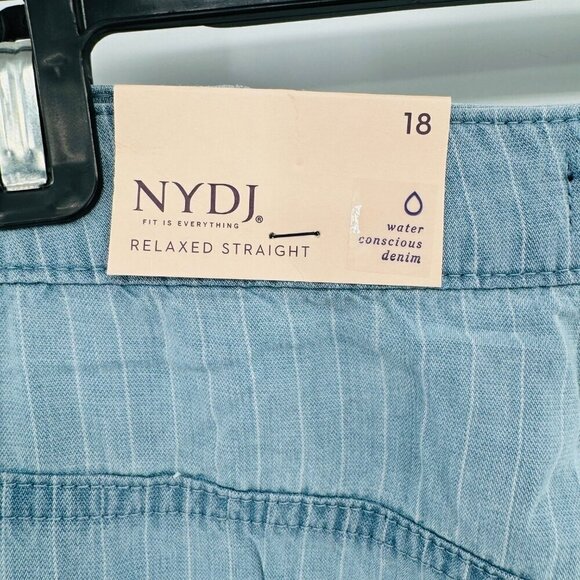 18
NYDJ®
FIT IS EVERYTHING
RELAXED STRAIGHT
water
conscious
denim